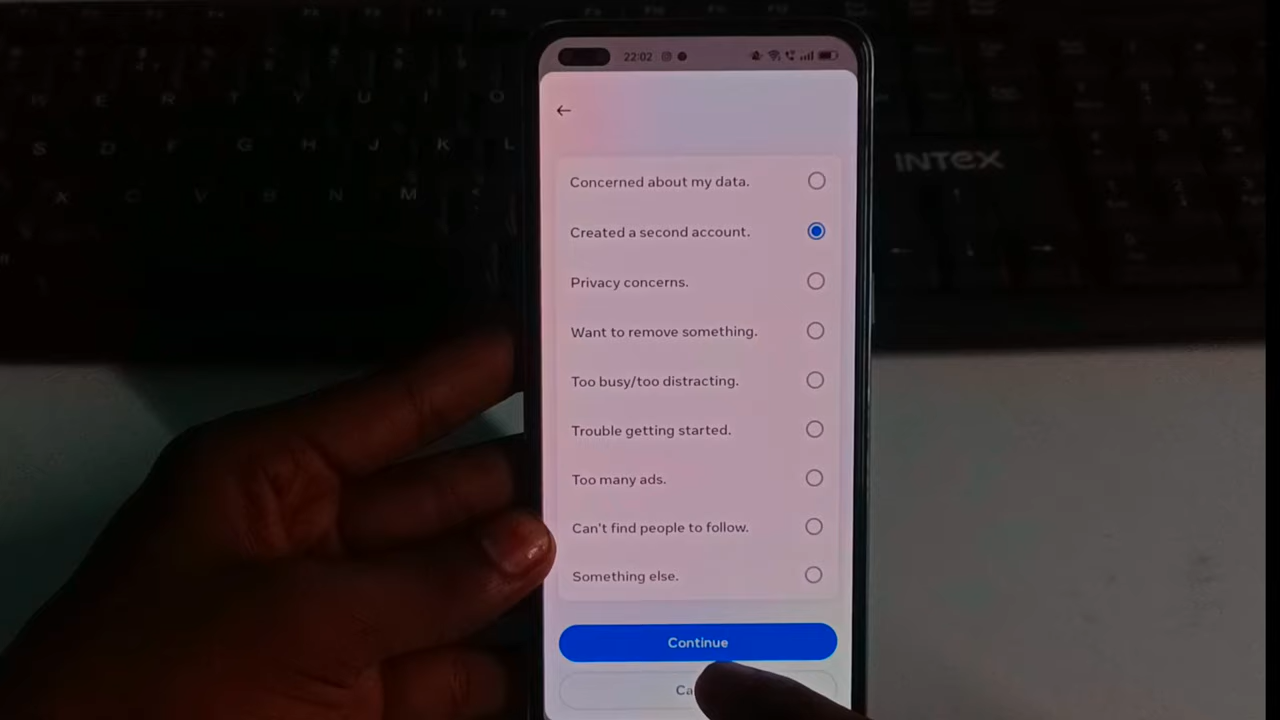 22:02
Concerned about my data.
Created a second account.
Privacy concerns.
Want to remove something.
Too busy/too distracting.
Trouble getting started.
Too many ads.
Can't find people to follow.
Something else.
Continue
Ca
INTEX
E R T Y U I O
S D F G H J K L
X C V B N M